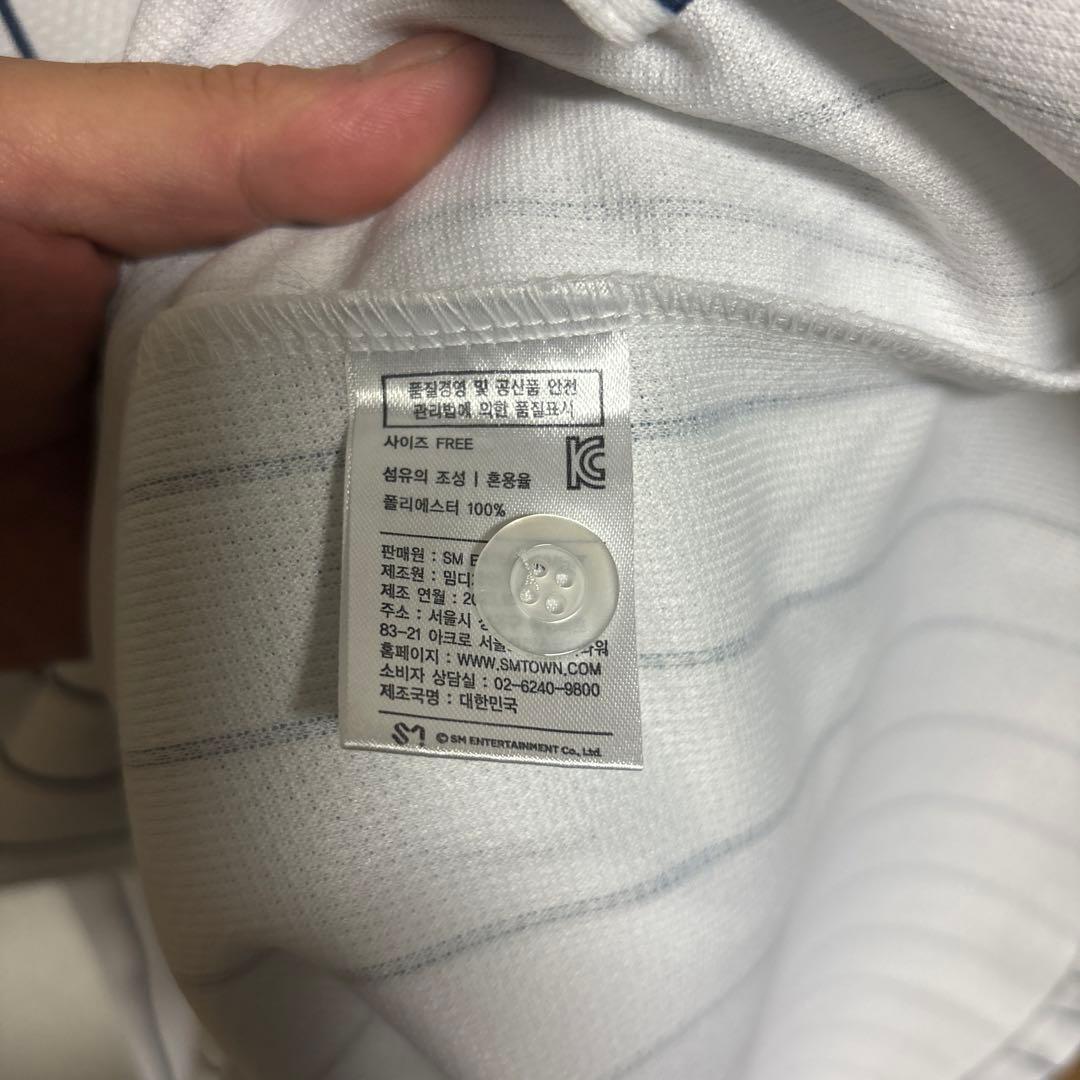 품질경영 및 공산품 안전
관리법에 의한 품질표시
사이즈 FREE
섬유의 조성 | 혼용율
폴리에스터 100%
판매원 : SM
제조원 :
제조 연월 :
주소 : 서울시
83-21 아크로
홈페이지 : WWW.SMTOWN.COM
소비자 상담실 : 02-6240-9800
제조국명 : 대한민국
SM © SM ENTERTAINMENT Co., Ltd.